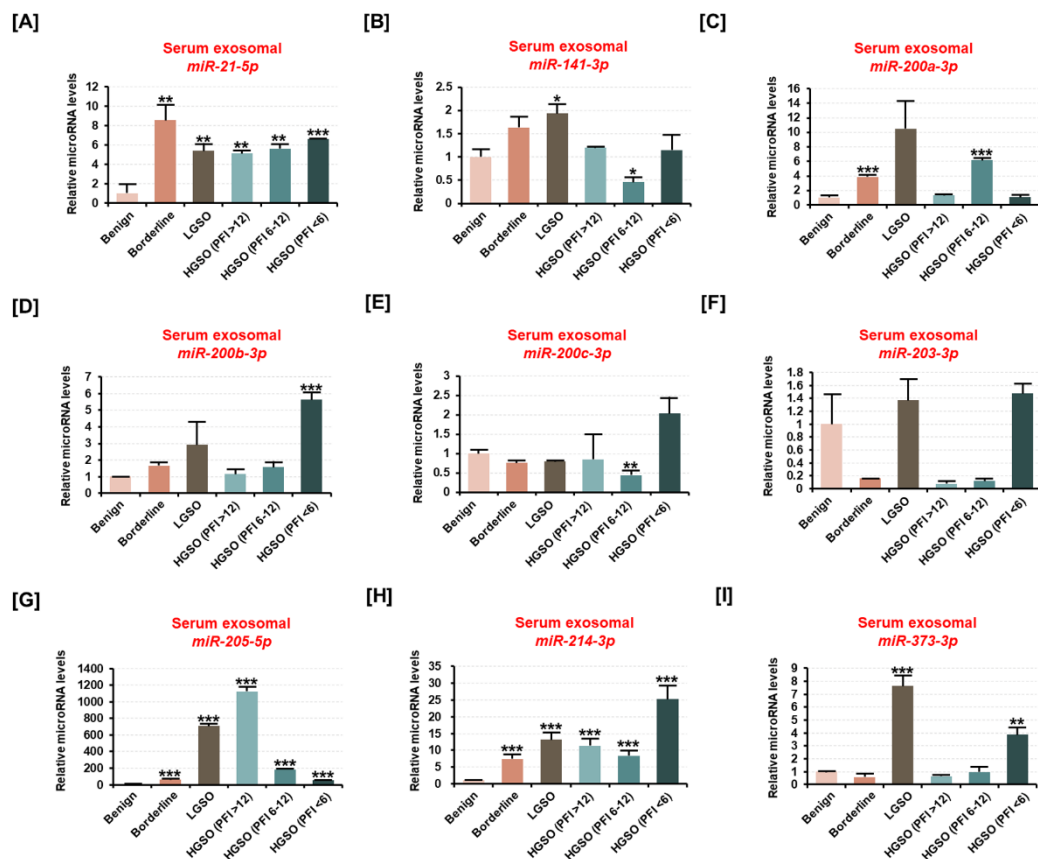 [A]
Serum exosomal
miR-21-5p
Relative microRNA levels
12
10
8
6
4
2
0
**
**
**
**
***
Benign
Borderline
LGSO
HGSO (PFI >12)
HGSO (PFI 6-12)
HGSO (PFI <6)
[B]
Serum exosomal
miR-141-3p
Relative microRNA levels
2.5
2
1.5
1
0.5
0
*
*
Benign
Borderline
LGSO
HGSO (PFI >12)
HGSO (PFI 6-12)
HGSO (PFI <6)
[C]
Serum exosomal
miR-200a-3p
Relative microRNA levels
16
14
12
10
8
6
4
2
0
***
***
Benign
Borderline
LGSO
HGSO (PFI >12)
HGSO (PFI 6-12)
HGSO (PFI <6)
[D]
Serum exosomal
miR-200b-3p
Relative microRNA levels
7
6
5
4
3
2
1
0
***
Benign
Borderline
LGSO
HGSO (PFI >12)
HGSO (PFI 6-12)
HGSO (PFI <6)
[E]
Serum exosomal
miR-200c-3p
Relative microRNA levels
3
2.5
2
1.5
1
0.5
0
**
Benign
Borderline
LGSO
HGSO (PFI >12)
HGSO (PFI 6-12)
HGSO (PFI <6)
[F]
Serum exosomal
miR-203-3p
Relative microRNA levels
1.8
1.6
1.4
1.2
1
0.8
0.6
0.4
0.2
0
Benign
Borderline
LGSO
HGSO (PFI >12)
HGSO (PFI 6-12)
HGSO (PFI <6)
[G]
Serum exosomal
miR-205-5p
Relative microRNA levels
1400
1200
1000
800
600
400
200
0
***
***
***
***
***
Benign
Borderline
LGSO
HGSO (PFI >12)
HGSO (PFI 6-12)
HGSO (PFI <6)
[H]
Serum exosomal
miR-214-3p
Relative microRNA levels
35
30
25
20
15
10
5
0
***
***
***
***
***
Benign
Borderline
LGSO
HGSO (PFI >12)
HGSO (PFI 6-12)
HGSO (PFI <6)
[I]
Serum exosomal
miR-373-3p
Relative microRNA levels
9
8
7
6
5
4
3
2
1
0
***
**
Benign
Borderline
LGSO
HGSO (PFI >12)
HGSO (PFI 6-12)
HGSO (PFI <6)